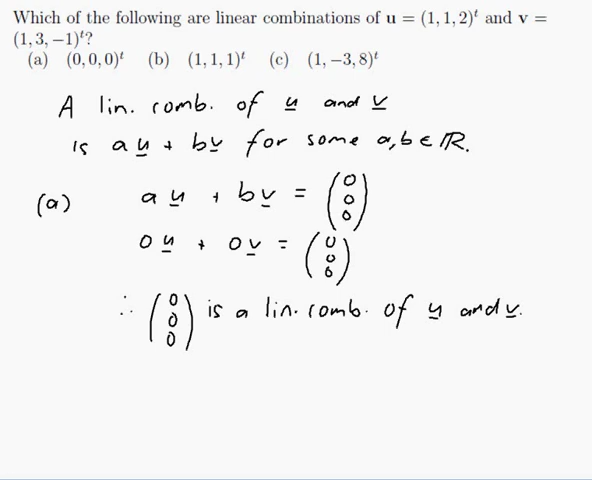 Which of the following are linear combinations of u = (1, 1, 2)ᵗ and v =
(1, 3, −1)ᵗ?
(a) (0, 0, 0)ᵗ (b) (1, 1, 1)ᵗ (c) (1, −3, 8)ᵗ
A lin. comb. of u and v
is au + bv for some a,b ∈ ℝ.
(a) au + bv = (0 0 0)
0u + 0v = (0 0 0)
∴ (0 0 0) is a lin. comb. of u and v.